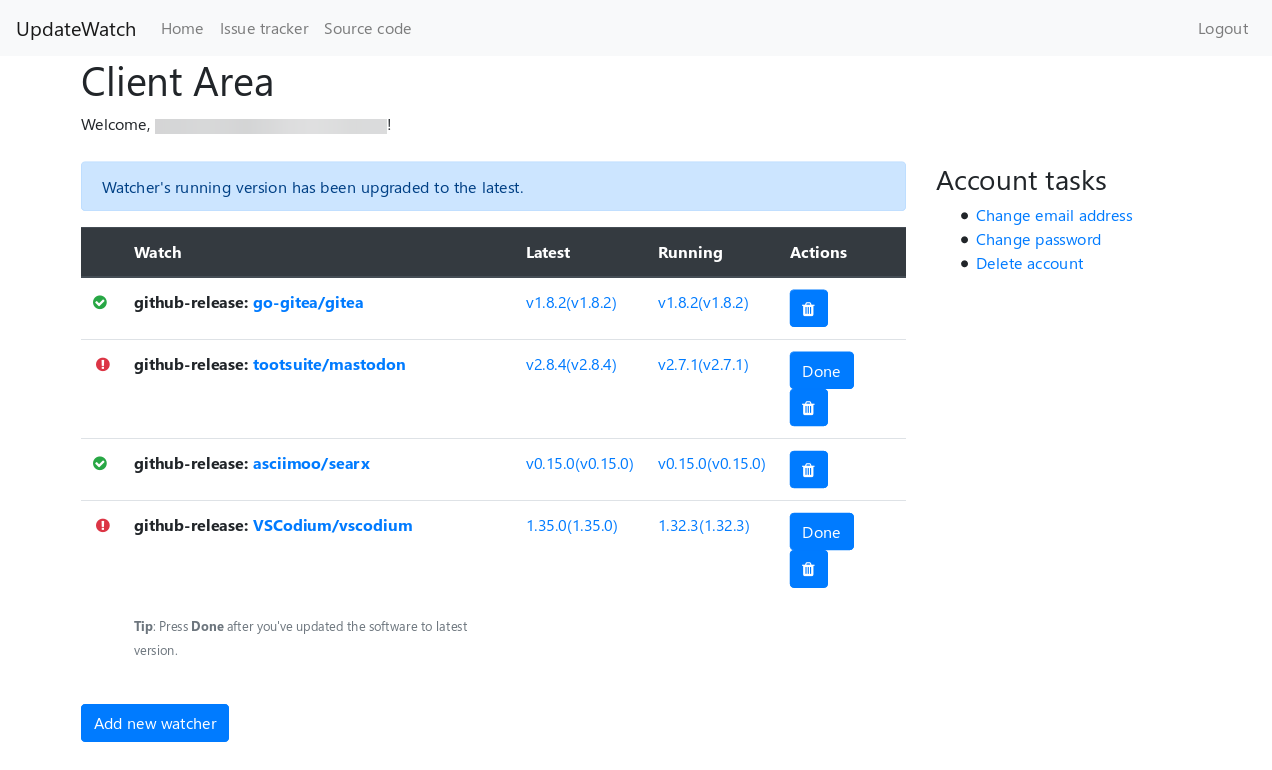 UpdateWatch Home Issue tracker Source code Logout
Client Area
Welcome, !
Watcher's running version has been upgraded to the latest.
Account tasks
Change email address
Change password
Delete account
Watch Latest Running Actions
github-release: go-gitea/gitea v1.8.2(v1.8.2) v1.8.2(v1.8.2)
github-release: tootsuite/mastodon v2.8.4(v2.8.4) v2.7.1(v2.7.1) Done
github-release: asciimoo/searx v0.15.0(v0.15.0) v0.15.0(v0.15.0)
github-release: VSCodium/vscodium 1.35.0(1.35.0) 1.32.3(1.32.3) Done
Tip: Press Done after you've updated the software to latest
version.
Add new watcher